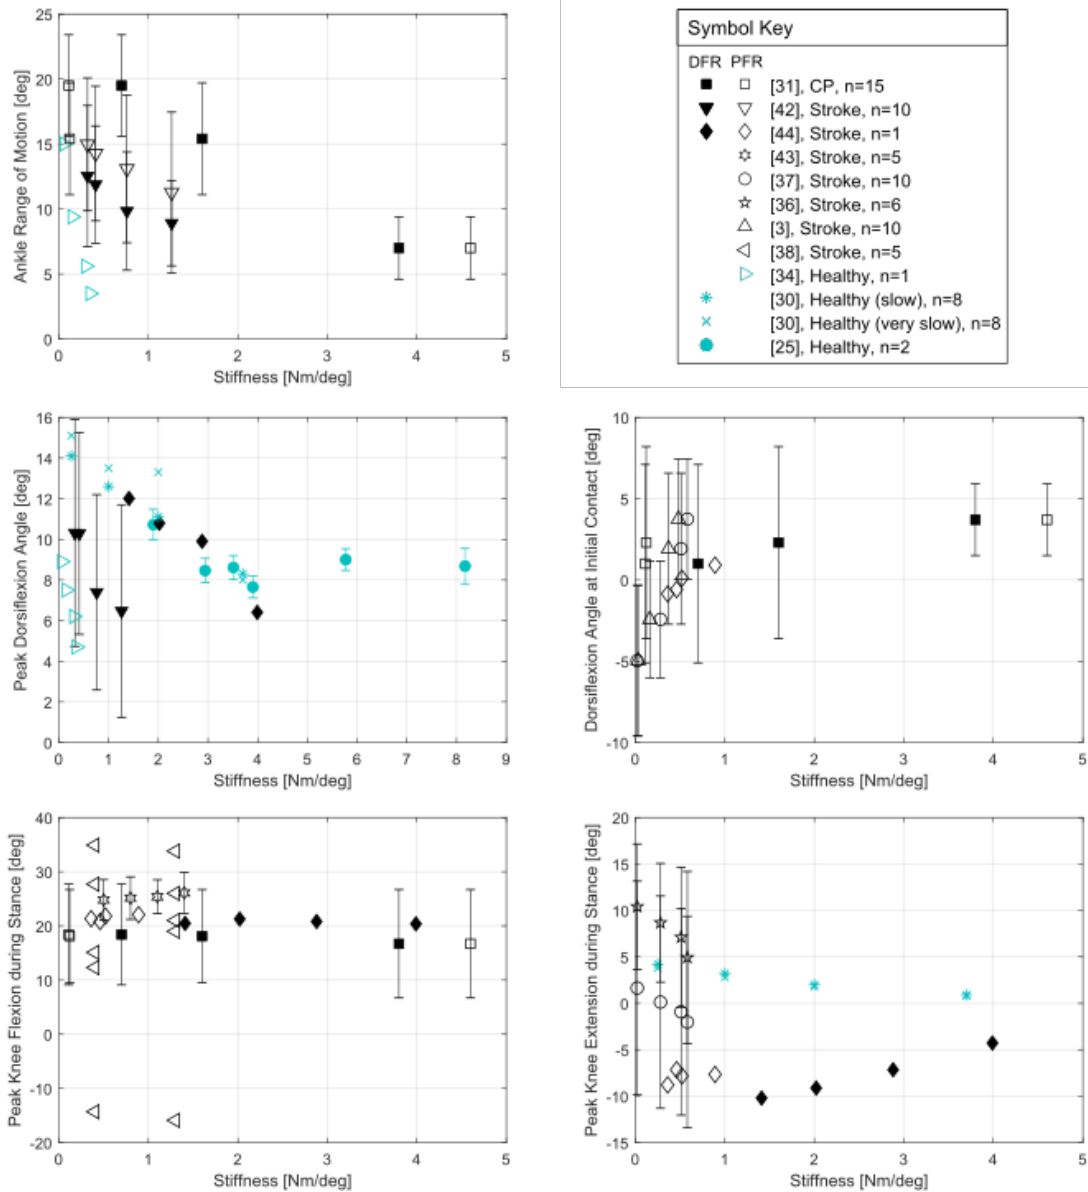 25
20
15
10
5
0
0 1 2 3 4 5
Ankle Range of Motion [deg]
Stiffness [Nm/deg]
Symbol Key
DFR PFR
[31], CP, n=15
[42], Stroke, n=10
[44], Stroke, n=1
[43], Stroke, n=5
[37], Stroke, n=10
[36], Stroke, n=6
[3], Stroke, n=10
[38], Stroke, n=5
[34], Healthy, n=1
[30], Healthy (slow), n=8
[30], Healthy (very slow), n=8
[25], Healthy, n=2
16
14
12
10
8
6
4
2
0
0 1 2 3 4 5 6 7 8 9
Peak Dorsiflexion Angle [deg]
Stiffness [Nm/deg]
10
5
0
-5
-10
0 1 2 3 4 5
Dorsiflexion Angle at Initial Contact [deg]
Stiffness [Nm/deg]
40
30
20
10
0
-10
-20
0 1 2 3 4 5
Peak Knee Flexion during Stance [deg]
Stiffness [Nm/deg]
20
15
10
5
0
-5
-10
-15
0 1 2 3 4 5
Peak Knee Extension during Stance [deg]
Stiffness [Nm/deg]